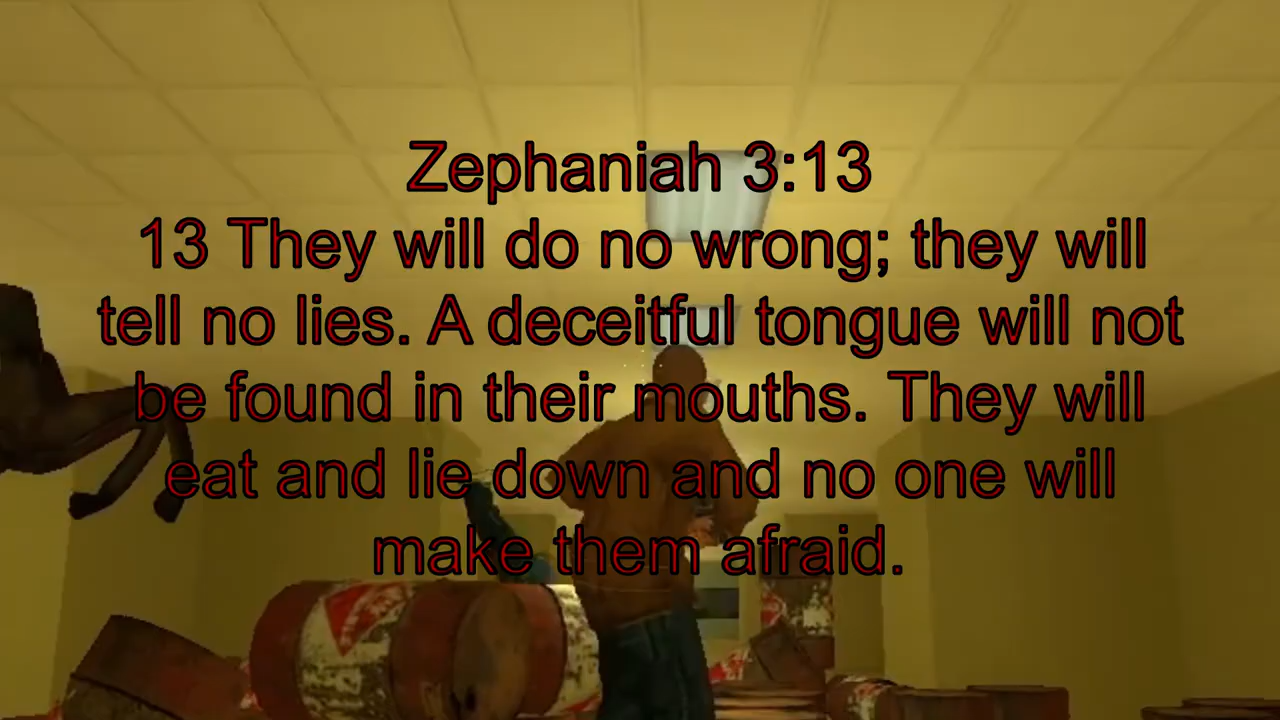 Zephaniah 3:13
13 They will do no wrong; they will
tell no lies. A deceitful tongue will not
be found in their mouths. They will
eat and lie down and no one will
make them afraid.